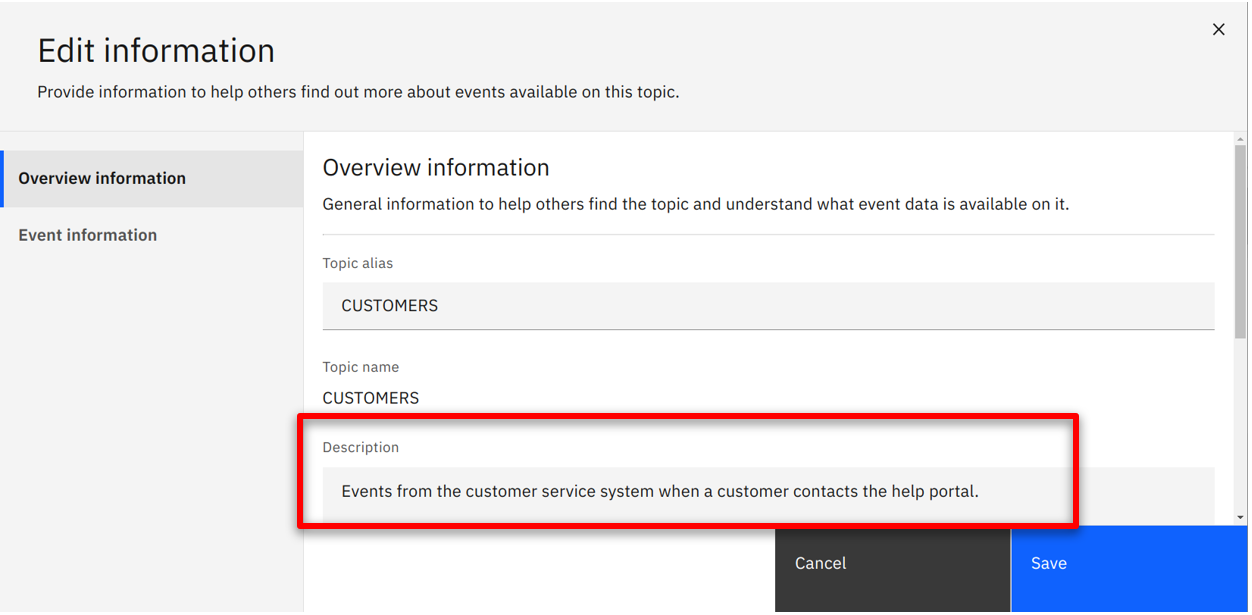 Edit information
Provide information to help others find out more about events available on this topic.
Overview information
Event information
Overview information
General information to help others find the topic and understand what event data is available on it.
Topic alias
CUSTOMERS
Topic name
CUSTOMERS
Description
Events from the customer service system when a customer contacts the help portal.
Cancel
Save